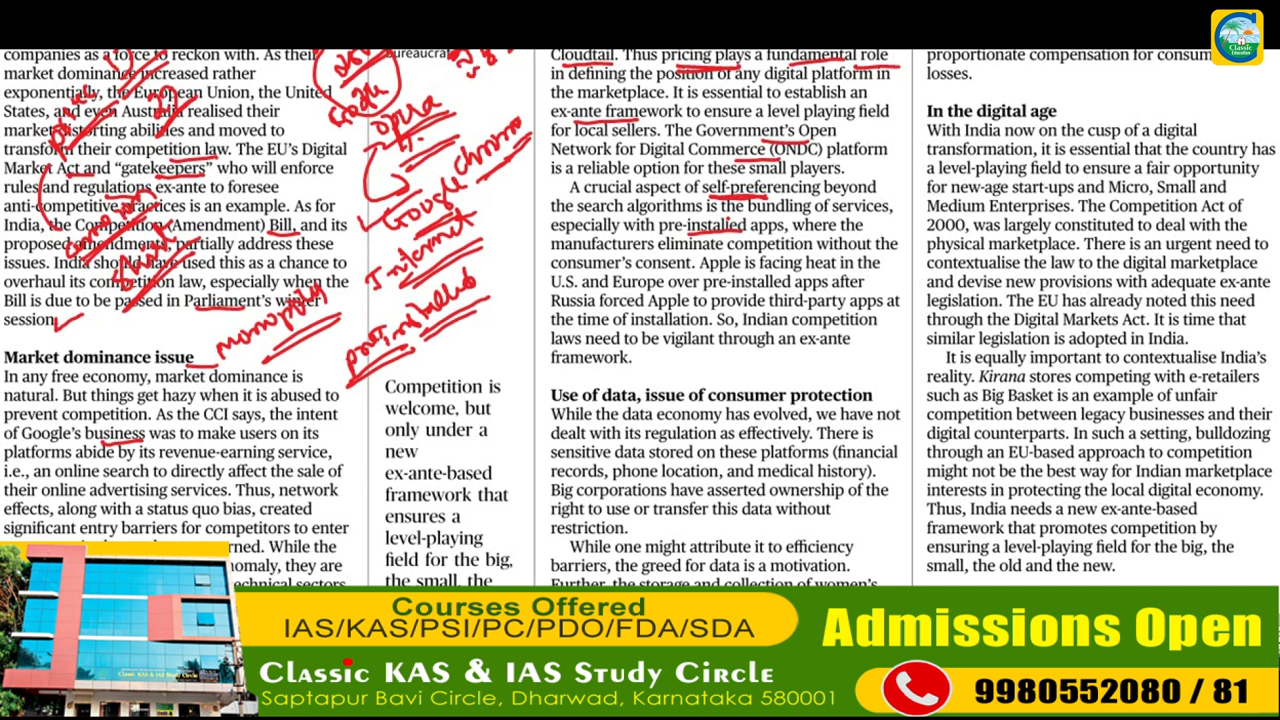 Classic
Education
companies as a force to reckon with. As their
market dominance increased rather
exponentially, the European Union, the United
States, and even Australia realised their
market-distorting abilities and moved to
transform their competition law. The EU's Digital
Market Act and “gatekeepers” who will enforce
rules and regulations ex-ante to foresee
anti-competitive practices is an example. As for
India, the Competition (Amendment) Bill, and its
proposed amendments, partially address these
issues. India should have used this as a chance to
overhaul its competition law, especially when the
Bill is due to be passed in Parliament's winter
session.
Market dominance issue
In any free economy, market dominance is
natural. But things get hazy when it is abused to
prevent competition. As the CCI says, the intent
of Google's business was to make users on its
platforms abide by its revenue-earning service,
i.e., an online search to directly affect the sale of
their online advertising services. Thus, network
effects, along with a status quo bias, created
significant entry barriers for competitors to enter
rned. While the
nomaly, they are
echnical sectors
monopoly
bureaucrat
opera
Google chrome
Internet
pre-installed
Competition is
welcome, but
only under a
new
ex-ante-based
framework that
ensures a
level-playing
field for the big,
the small, the
Cloudtail. Thus pricing plays a fundamental role
in defining the position of any digital platform in
the marketplace. It is essential to establish an
ex-ante framework to ensure a level playing field
for local sellers. The Government's Open
Network for Digital Commerce (ONDC) platform
is a reliable option for these small players.
A crucial aspect of self-preferencing beyond
the search algorithms is the bundling of services,
especially with pre-installed apps, where the
manufacturers eliminate competition without the
consumer's consent. Apple is facing heat in the
U.S. and Europe over pre-installed apps after
Russia forced Apple to provide third-party apps at
the time of installation. So, Indian competition
laws need to be vigilant through an ex-ante
framework.
Use of data, issue of consumer protection
While the data economy has evolved, we have not
dealt with its regulation as effectively. There is
sensitive data stored on these platforms (financial
records, phone location, and medical history).
Big corporations have asserted ownership of the
right to use or transfer this data without
restriction.
While one might attribute it to efficiency
barriers, the greed for data is a motivation.
Further, the storage and collection of women's
proportionate compensation for consum
losses.
In the digital age
With India now on the cusp of a digital
transformation, it is essential that the country has
a level-playing field to ensure a fair opportunity
for new-age start-ups and Micro, Small and
Medium Enterprises. The Competition Act of
2000, was largely constituted to deal with the
physical marketplace. There is an urgent need to
contextualise the law to the digital marketplace
and devise new provisions with adequate ex-ante
legislation. The EU has already noted this need
through the Digital Markets Act. It is time that
similar legislation is adopted in India.
It is equally important to contextualise India's
reality. Kirana stores competing with e-retailers
such as Big Basket is an example of unfair
competition between legacy businesses and their
digital counterparts. In such a setting, bulldozing
through an EU-based approach to competition
might not be the best way for Indian marketplace
interests in protecting the local digital economy.
Thus, India needs a new ex-ante-based
framework that promotes competition by
ensuring a level-playing field for the big, the
small, the old and the new.
Courses Offered
IAS/KAS/PSI/PC/PDO/FDA/SDA
Classic KAS & IAS Study Circle
Saptapur Bavi Circle, Dharwad, Karnataka 580001
Admissions Open
9980552080 / 81